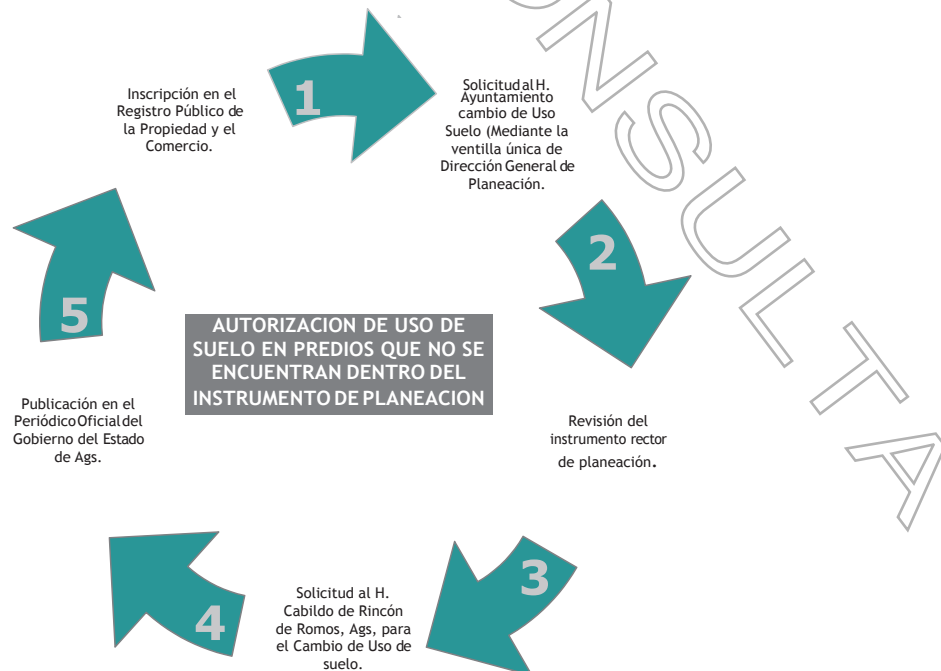 1
Solicitud al H.
Ayuntamiento
cambio de Uso
Suelo (Mediante la
ventilla única de
Dirección General de
Planeación.
2
Revisión del
instrumento rector
de planeación.
3
Solicitud al H.
Cabildo de Rincón
de Romos, Ags, para
el Cambio de Uso de
suelo.
4
Publicación en el
Periódico Oficial del
Gobierno del Estado
de Ags.
5
Inscripción en el
Registro Público de
la Propiedad y el
Comercio.
AUTORIZACION DE USO DE
SUELO EN PREDIOS QUE NO SE
ENCUENTRAN DENTRO DEL
INSTRUMENTO DE PLANEACION
ONSULTA